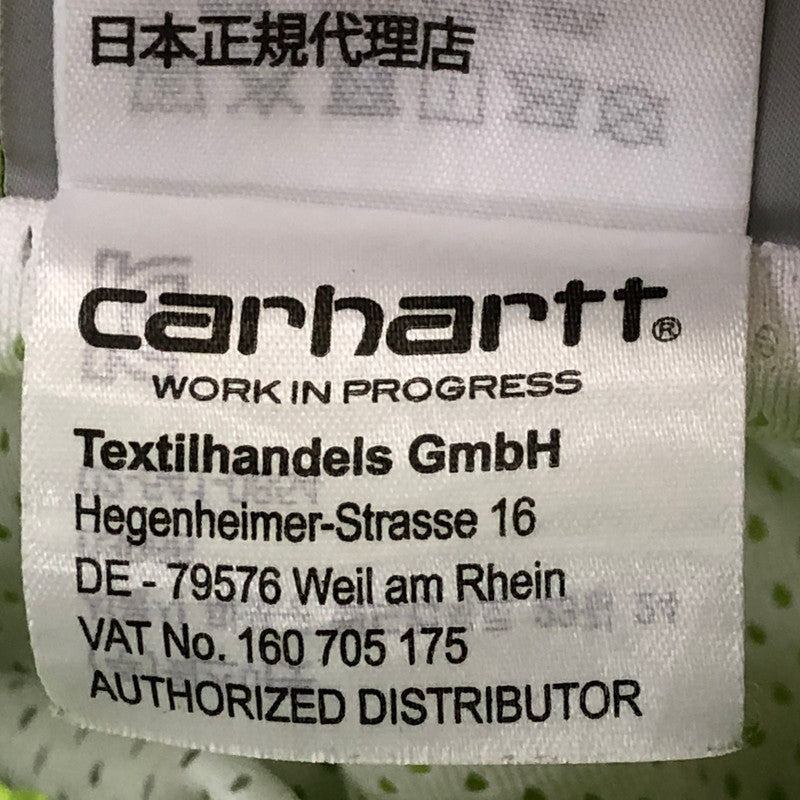 日本正規代理店
carhartt®
WORK IN PROGRESS
Textilhandels GmbH
Hegenheimer-Strasse 16
DE - 79576 Weil am Rhein
VAT No. 160 705 175
AUTHORIZED DISTRIBUTOR